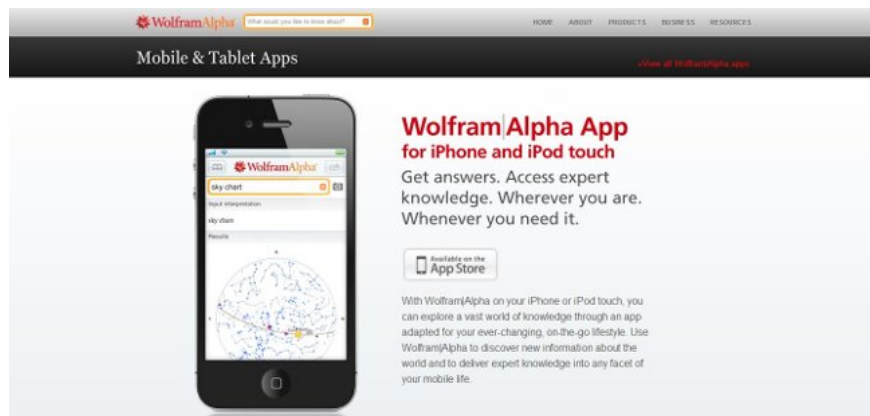 WolframAlpha
What would you like to know about?
HOME ABOUT PRODUCTS BUSINESS RESOURCES
Mobile & Tablet Apps
»View all Wolfram|Alpha apps
WolframAlpha
sky chart
Input interpretation
sky chart
Results
Wolfram|Alpha App
for iPhone and iPod touch
Get answers. Access expert
knowledge. Wherever you are.
Whenever you need it.
Available on the
App Store
With Wolfram|Alpha on your iPhone or iPod touch, you
can explore a vast world of knowledge through an app
adapted for your ever-changing, on-the-go lifestyle. Use
Wolfram|Alpha to discover new information about the
world and to deliver expert knowledge into any facet of
your mobile life.